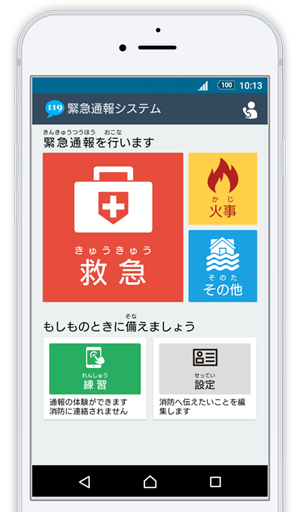 100 10:13
119 緊急通報システム
きんきゅうつうほう おこな
緊急通報を行います
きゅうきゅう
救急
かじ
火事
そのた
その他
そな
もしものときに備えましょう
れんしゅう
練習
通報の体験ができます
消防に連絡されません
せってい
設定
消防へ伝えたいことを編
集します